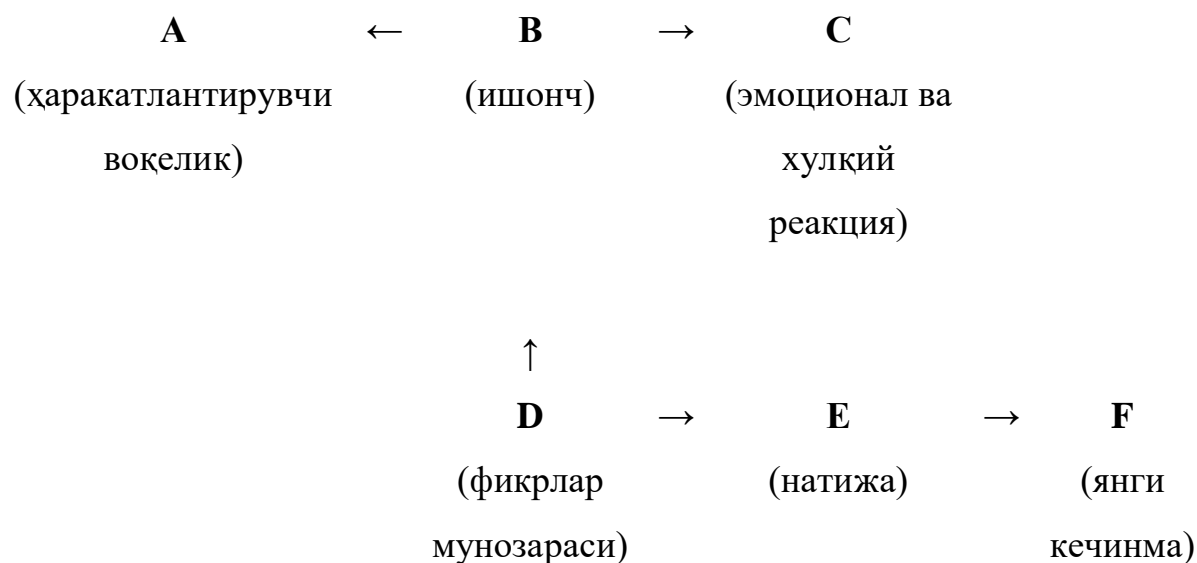 A ← B → C
(ҳаракатлантирувчи (ишонч) (эмоционал ва
воқелик) хулқий
реакция)
↑
D → E → F
(фикрлар (натижа) (янги
мунозараси) кечинма)